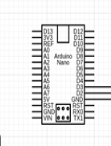 D13 D12
3V3 D11
REF D10
A0 D9
A1 Arduino D8
A2 Nano D7
A3 D6
A4 D5
A5 D4
A6 D3
A7 D2
5V GND
RST RST
GND RX0
VIN TX1